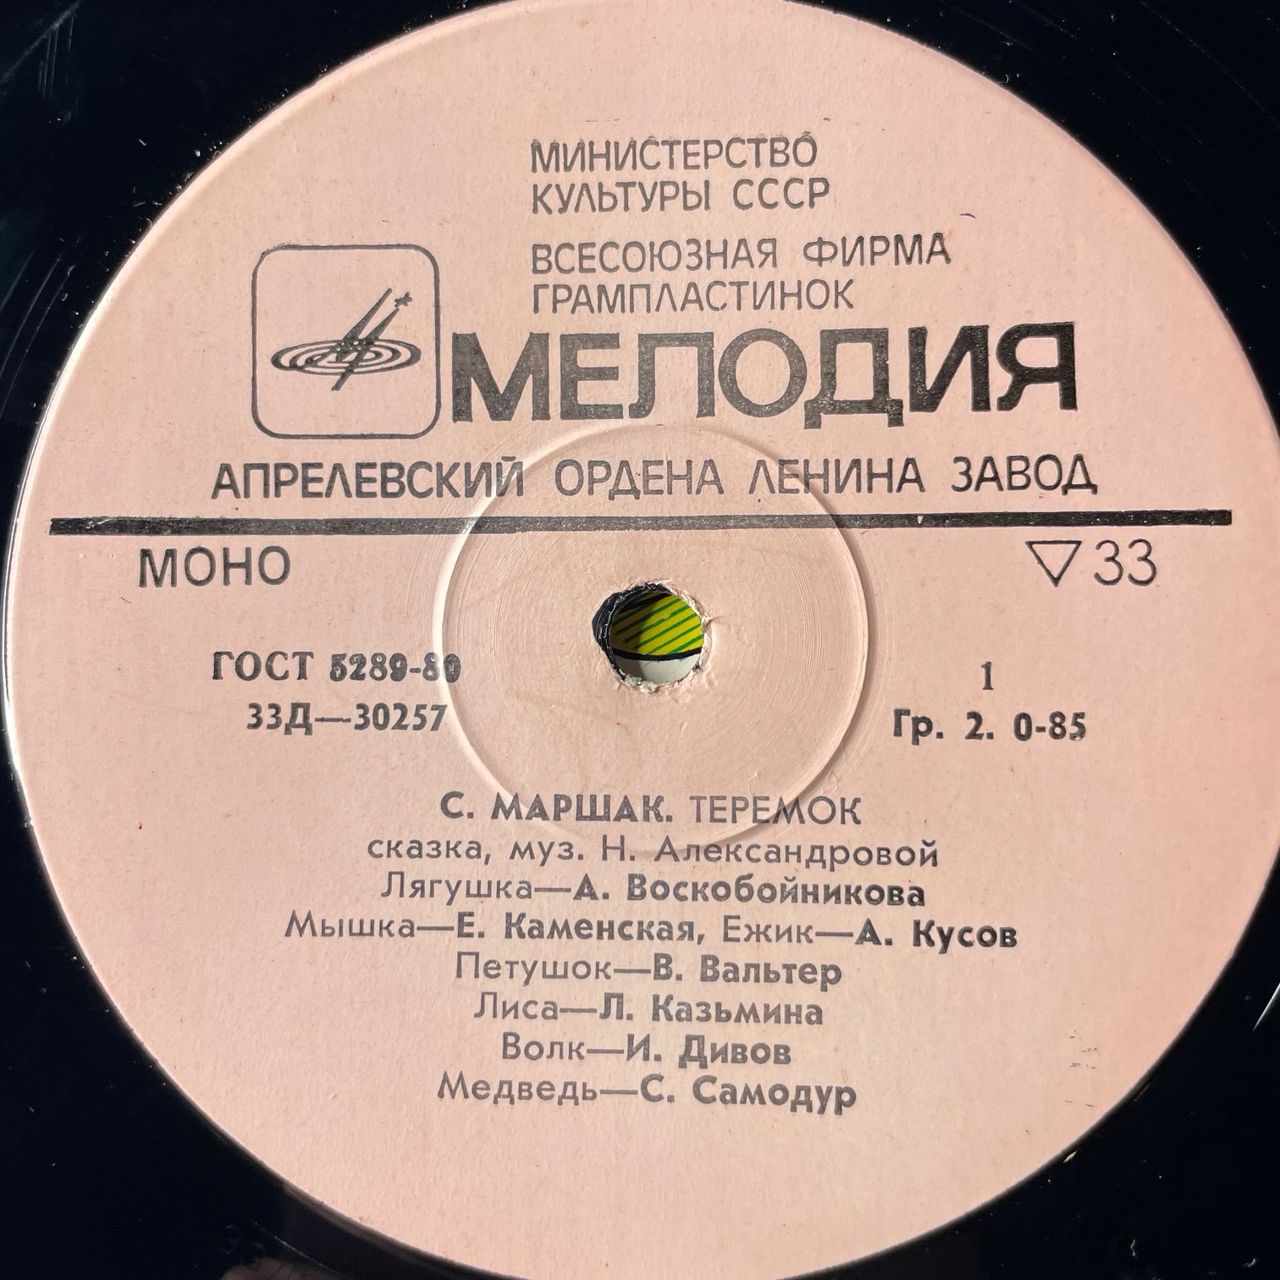 МИНИСТЕРСТВО
КУЛЬТУРЫ СССР
ВСЕСОЮЗНАЯ ФИРМА
ГРАМПЛАСТИНОК
МЕЛОДИЯ
АПРЕЛЕВСКИЙ ОРДЕНА ЛЕНИНА ЗАВОД
МОНО
▽33
ГОСТ 5289-80
33Д—30257
1
Гр. 2. 0-85
С. МАРШАК. ТЕРЕМОК
сказка, муз. Н. Александровой
Лягушка—А. Воскобойникова
Мышка—Е. Каменская, Ежик—А. Кусов
Петушок—В. Вальтер
Лиса—Л. Казьмина
Волк—И. Дивов
Медведь—С. Самодур